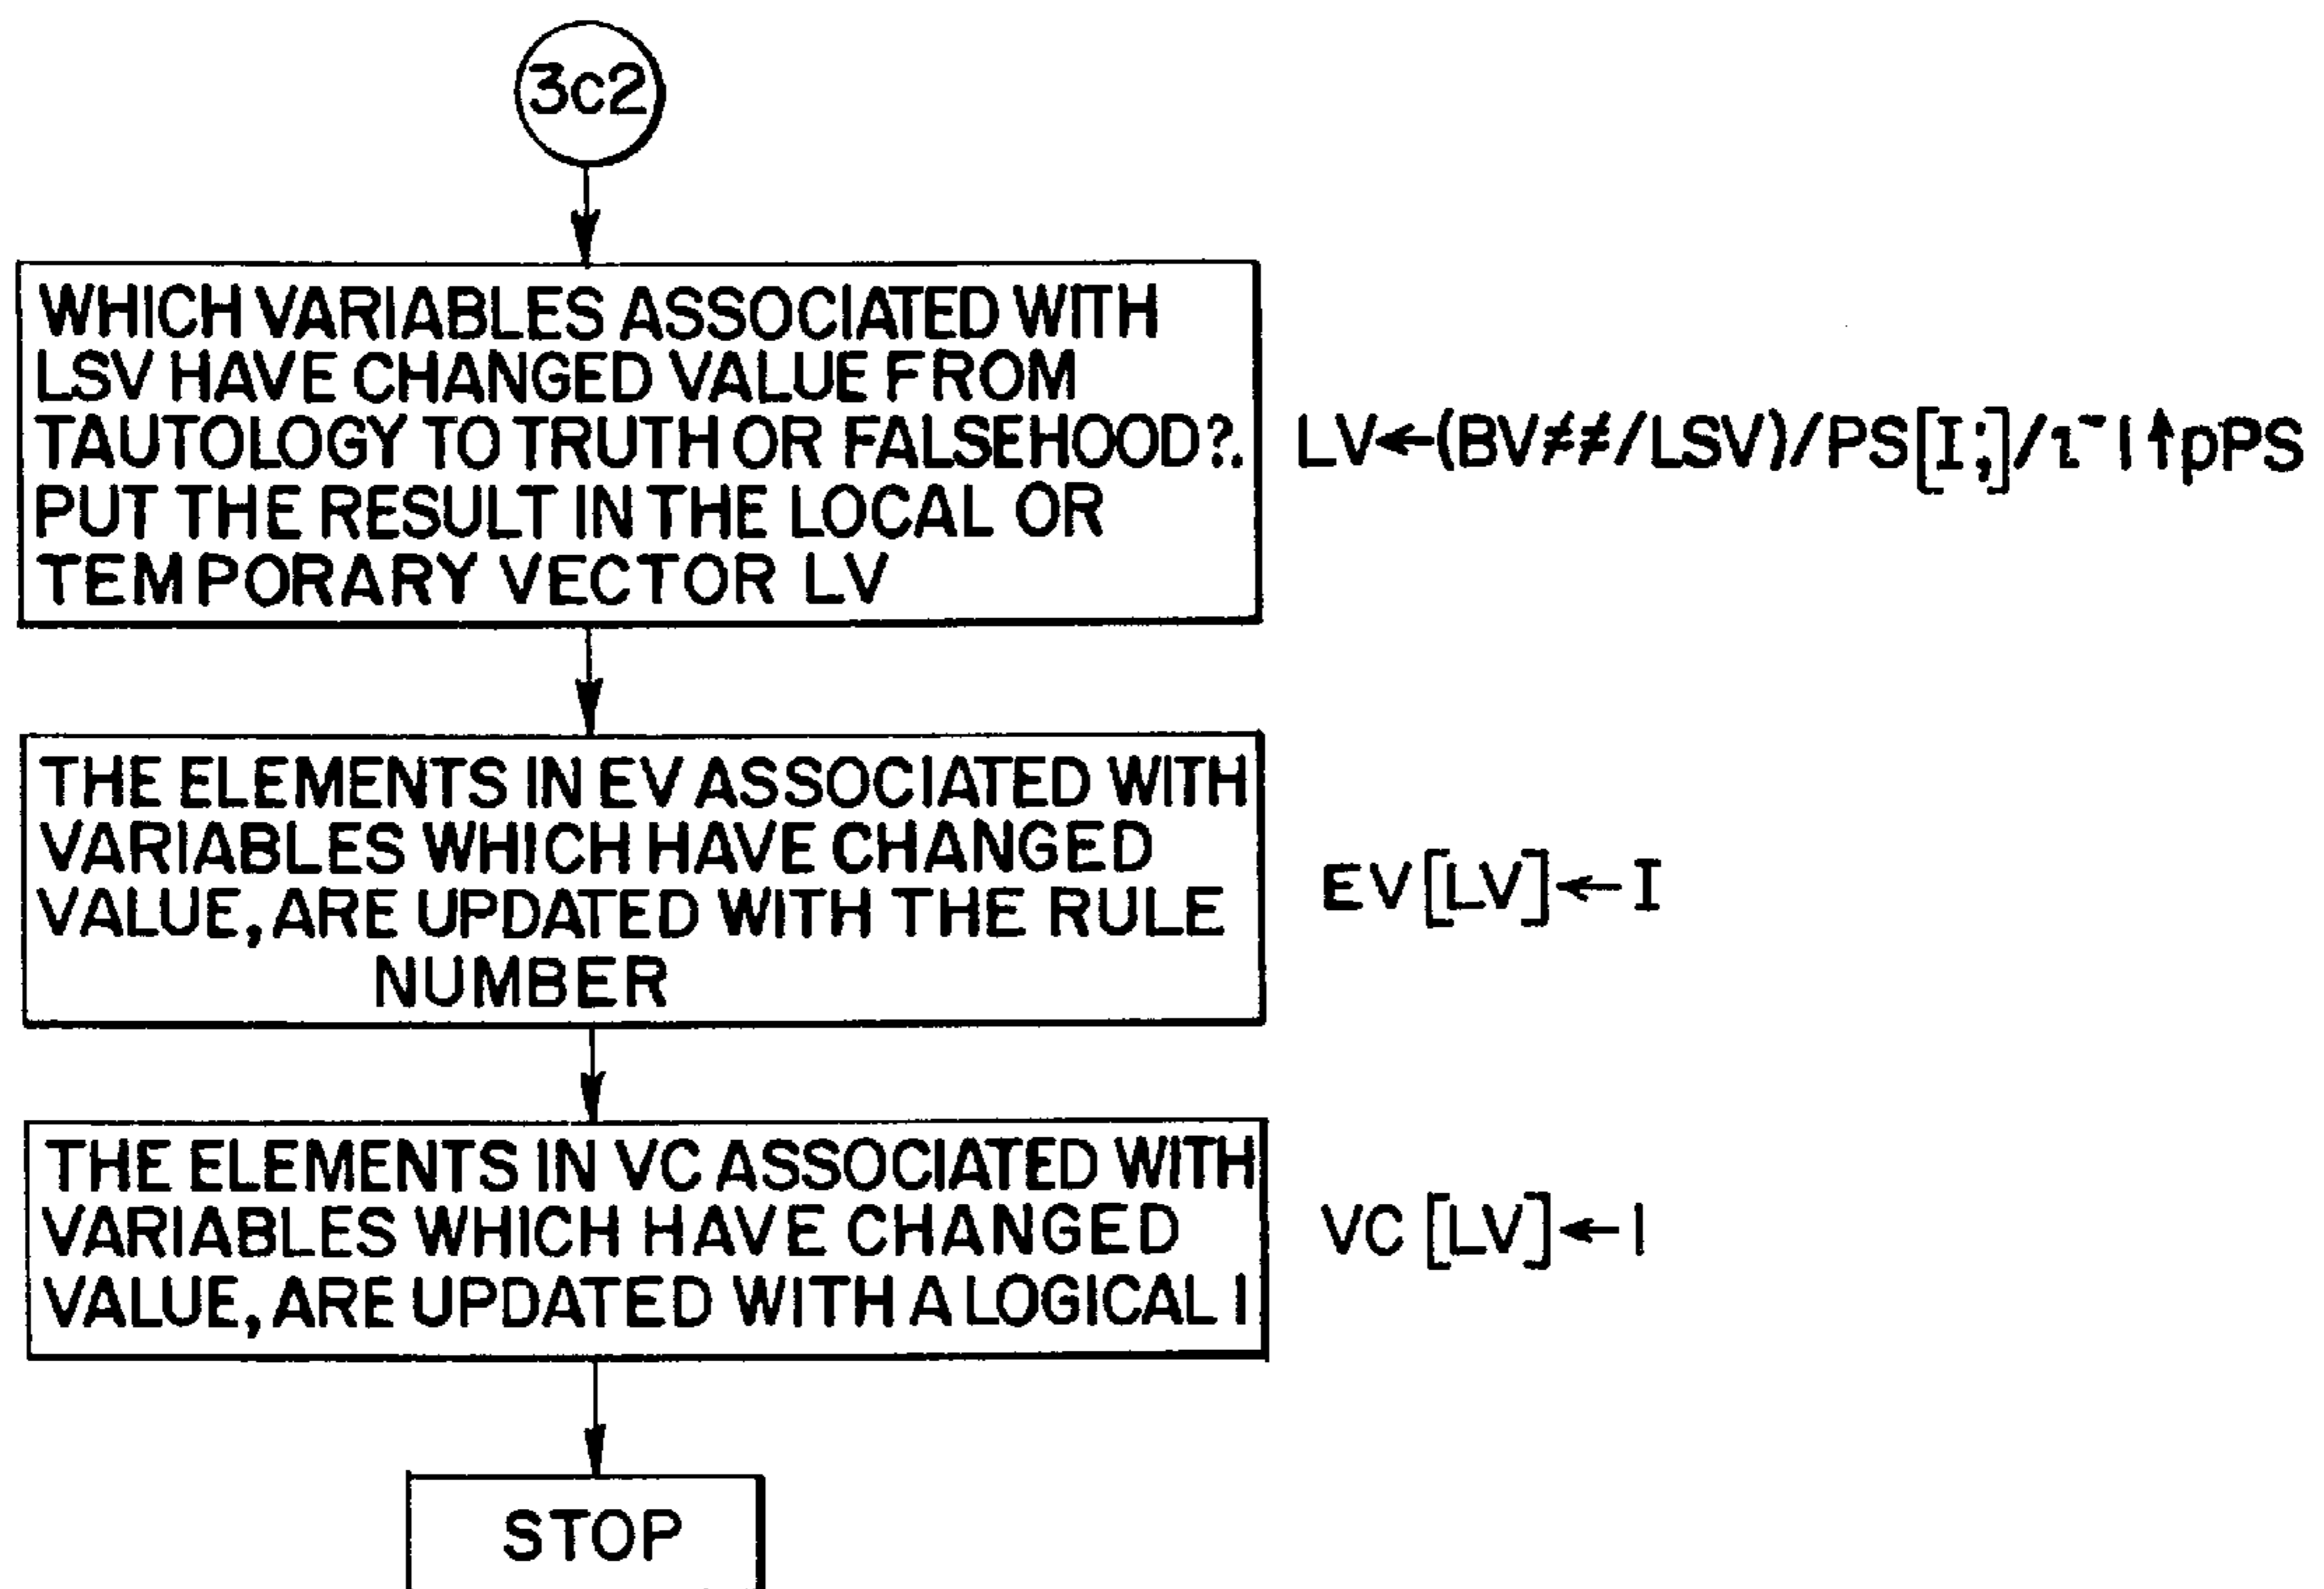 3c2
WHICH VARIABLES ASSOCIATED WITH
LSV HAVE CHANGED VALUE FROM
TAUTOLOGY TO TRUTH OR FALSEHOOD?.
PUT THE RESULT IN THE LOCAL OR
TEMPORARY VECTOR LV
LV←(BV≠≠/LSV)/PS[I;]/⍳¯1↑ρPS
THE ELEMENTS IN EV ASSOCIATED WITH
VARIABLES WHICH HAVE CHANGED
VALUE, ARE UPDATED WITH THE RULE
NUMBER
EV[LV]←I
THE ELEMENTS IN VC ASSOCIATED WITH
VARIABLES WHICH HAVE CHANGED
VALUE, ARE UPDATED WITH A LOGICAL 1
VC[LV]←1
STOP